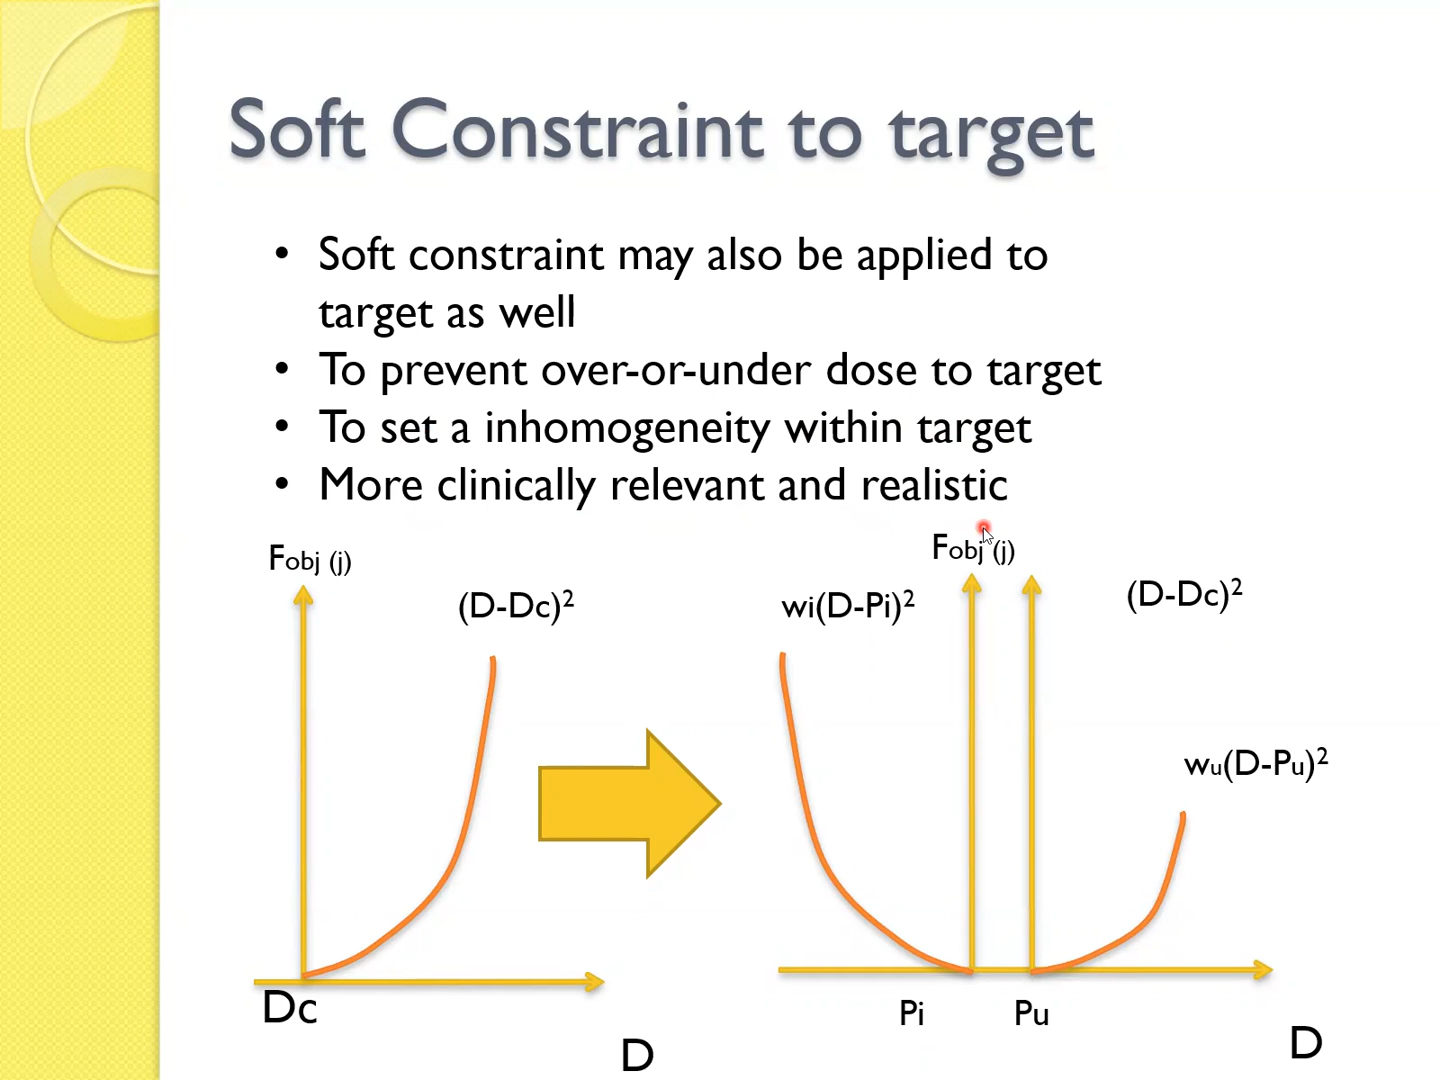 Soft Constraint to target
• Soft constraint may also be applied to
target as well
• To prevent over-or-under dose to target
• To set a inhomogeneity within target
• More clinically relevant and realistic
Fobj (j)
(D-Dc)²
Dc
D
Fobj (j)
wi(D-Pi)²
(D-Dc)²
wu(D-Pu)²
Pi
Pu
D